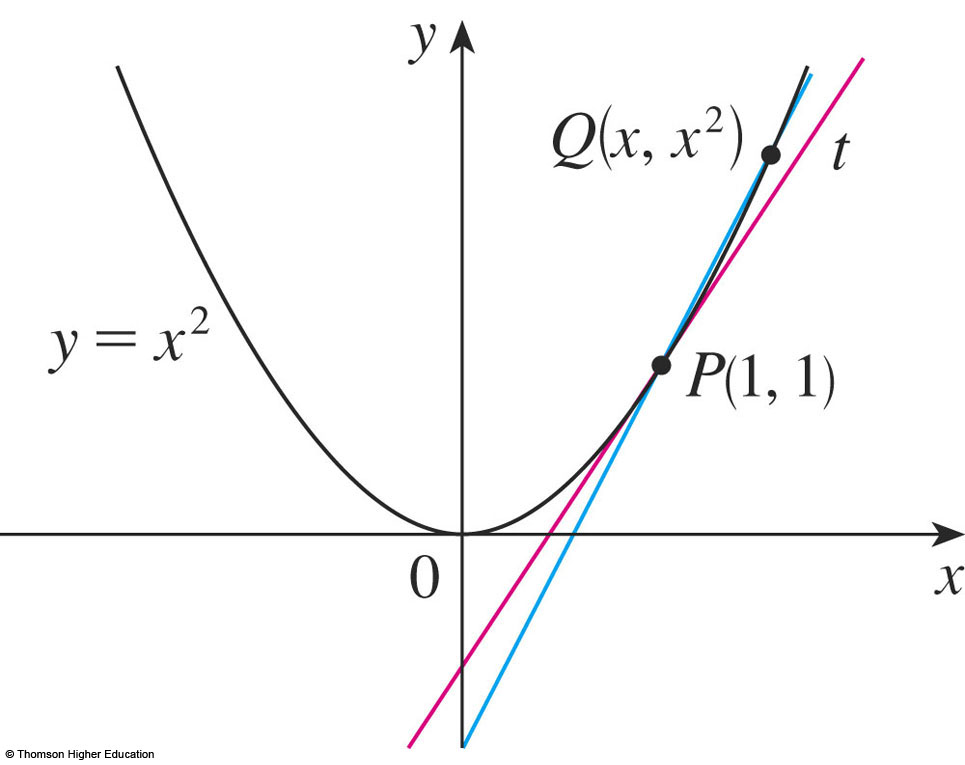 y
Q(x, x²)
t
y = x²
P(1, 1)
0
x
© Thomson Higher Education